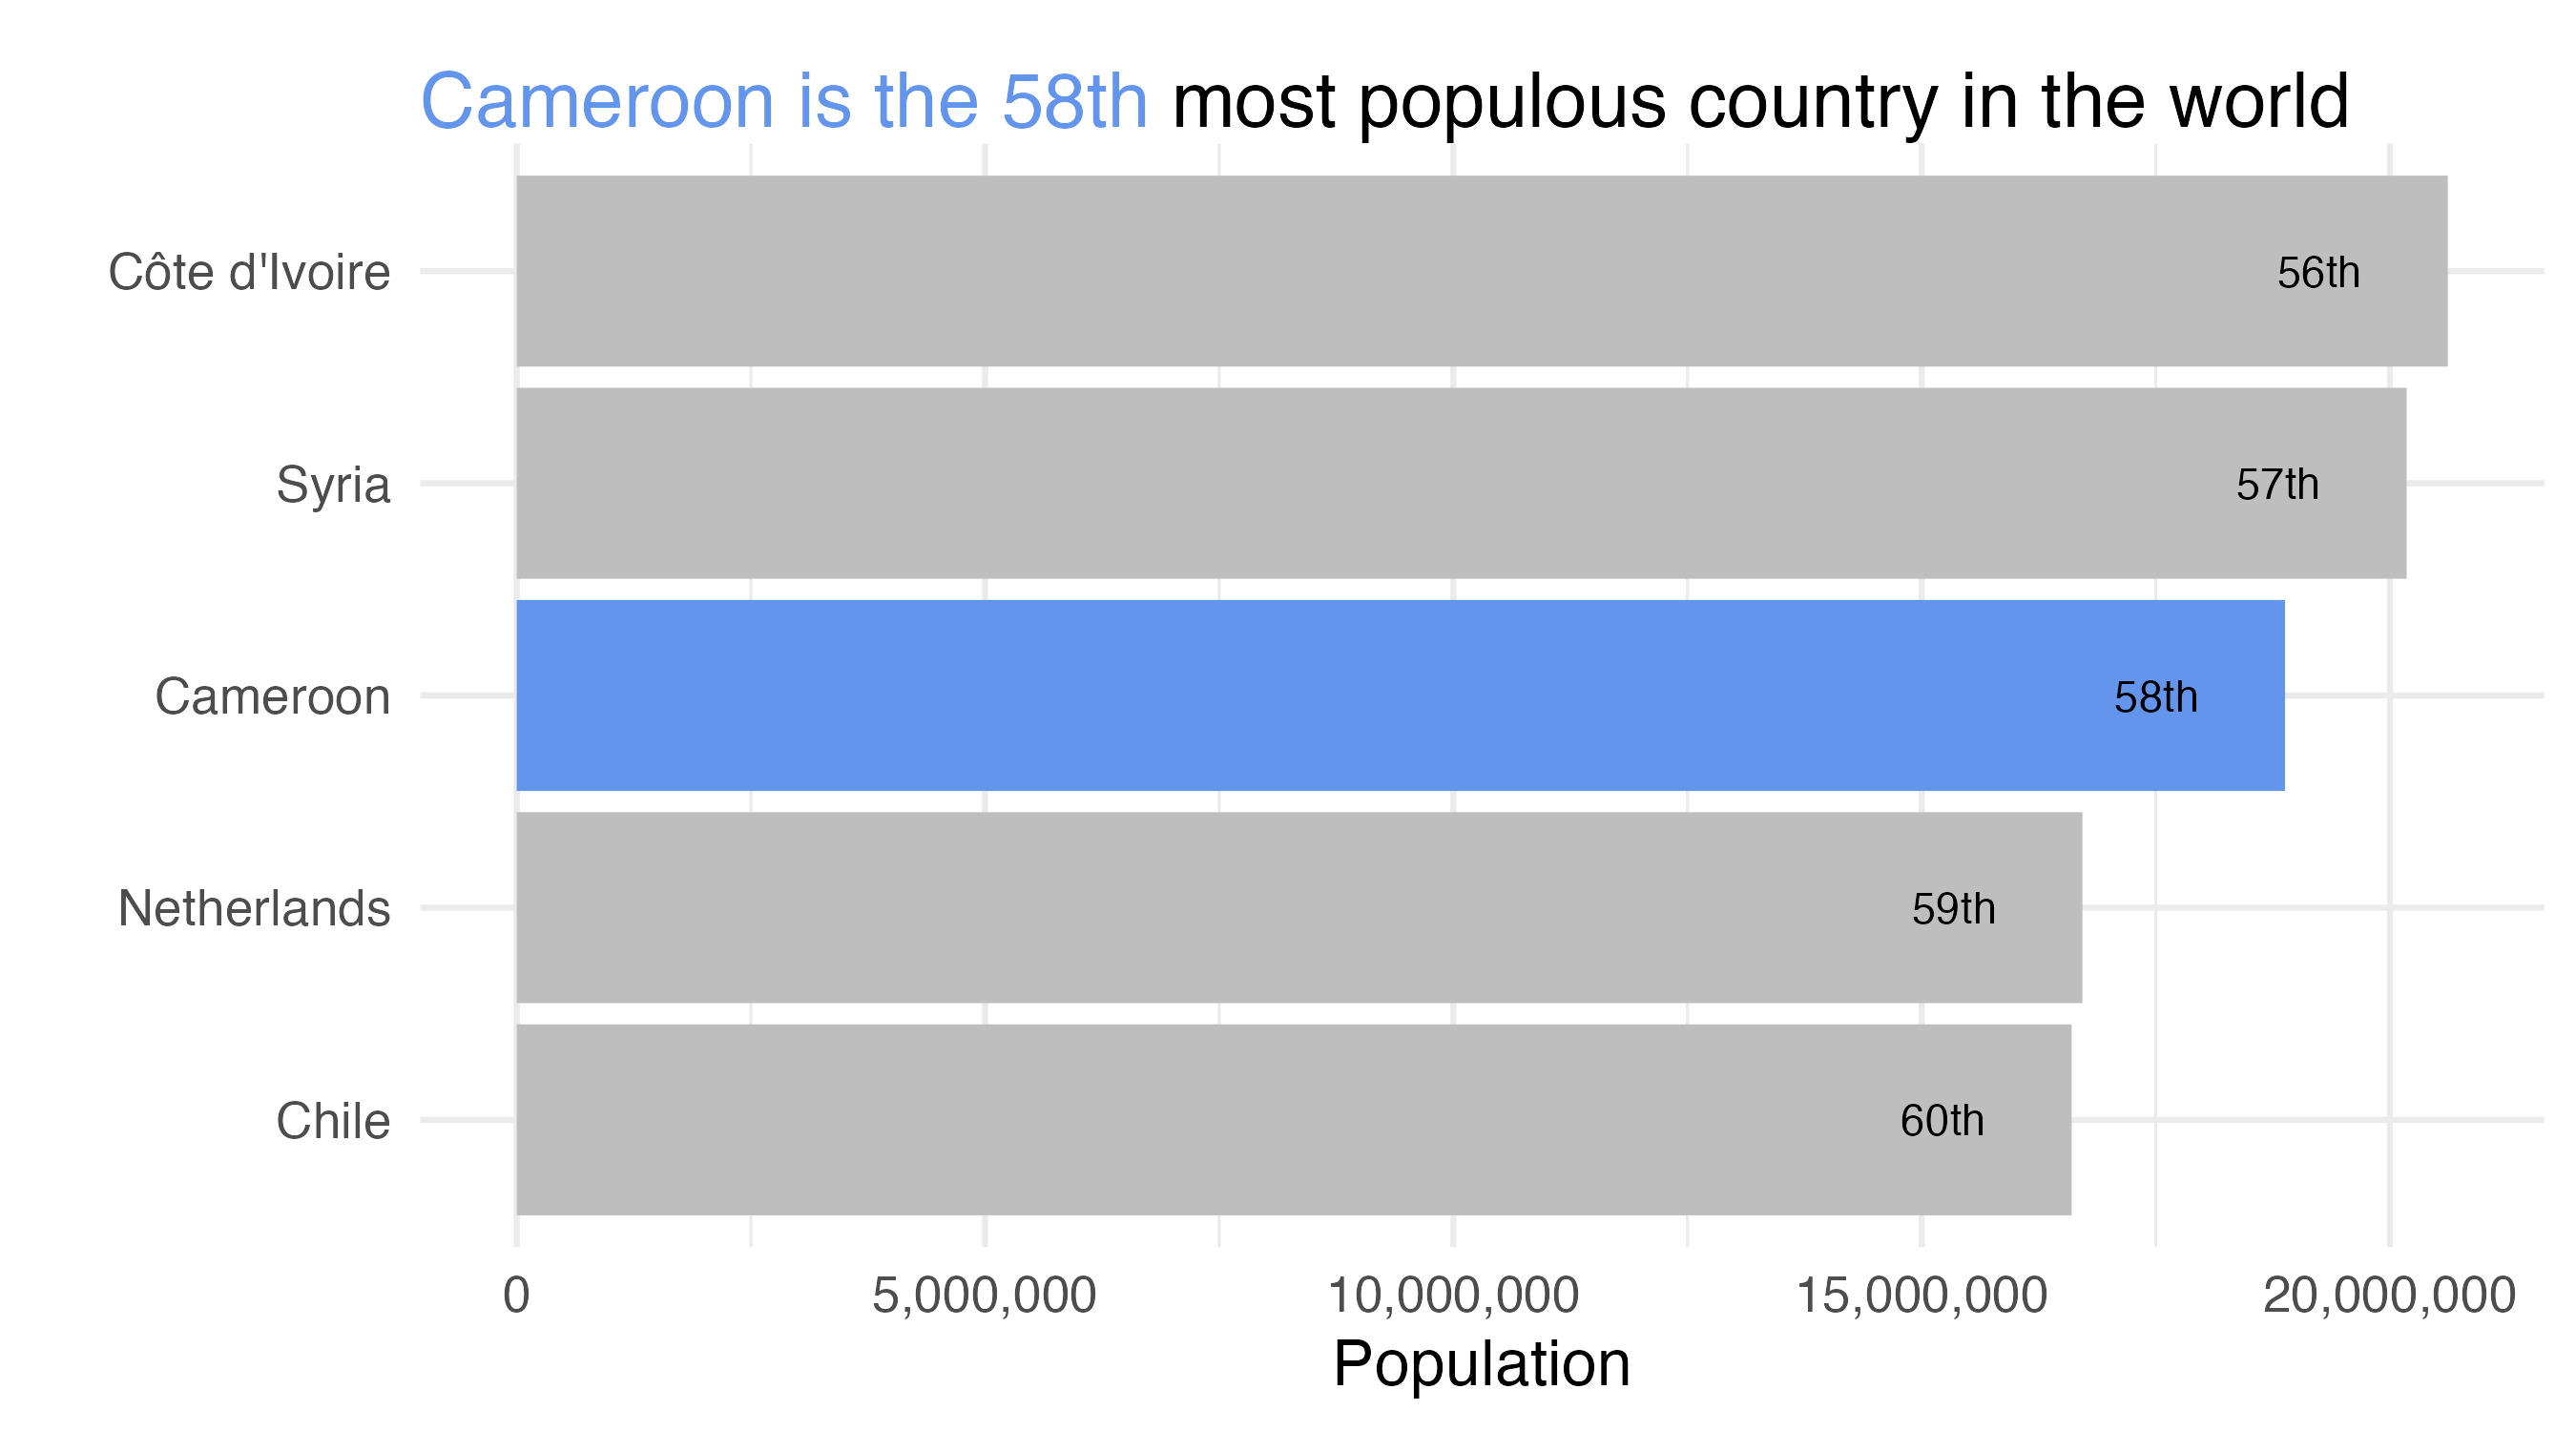 Cameroon is the 58th most populous country in the world
Côte d'Ivoire
56th
Syria
57th
Cameroon
58th
Netherlands
59th
Chile
60th
0 5,000,000 10,000,000 15,000,000 20,000,000
Population